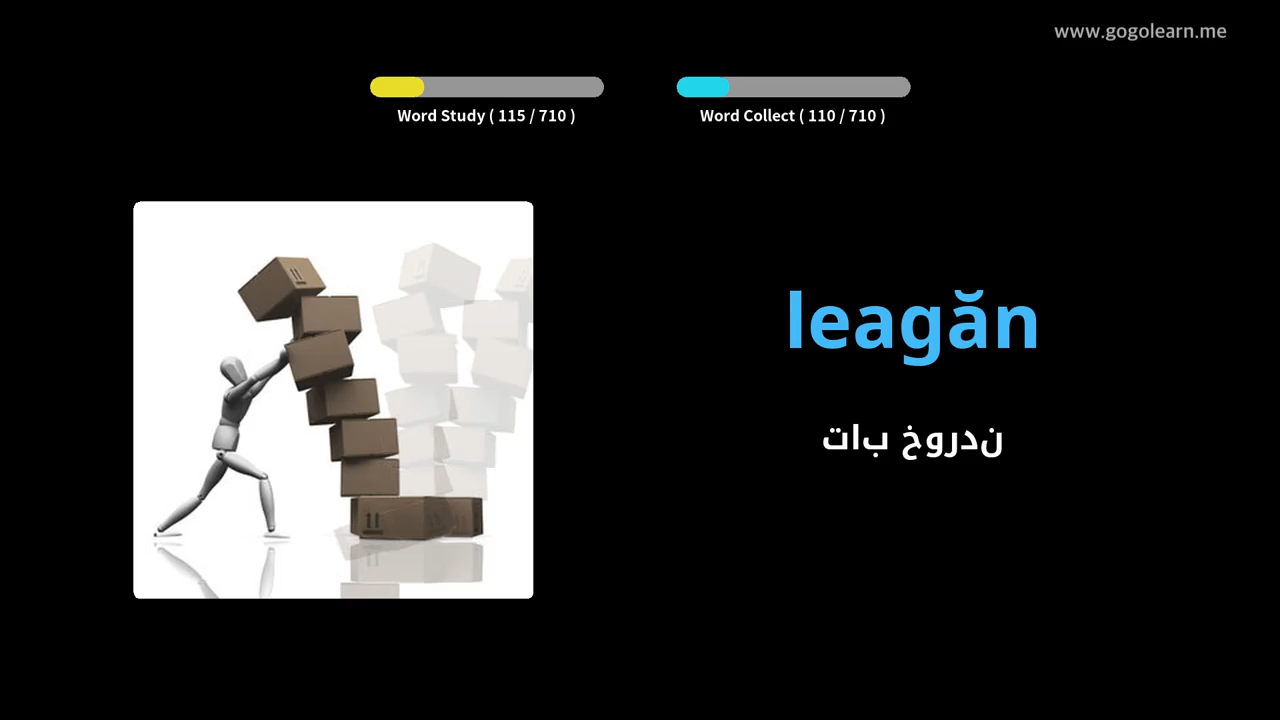 www.gogolearn.me
Word Study ( 115 / 710 )
Word Collect ( 110 / 710 )
leagăn
تاب خوردن